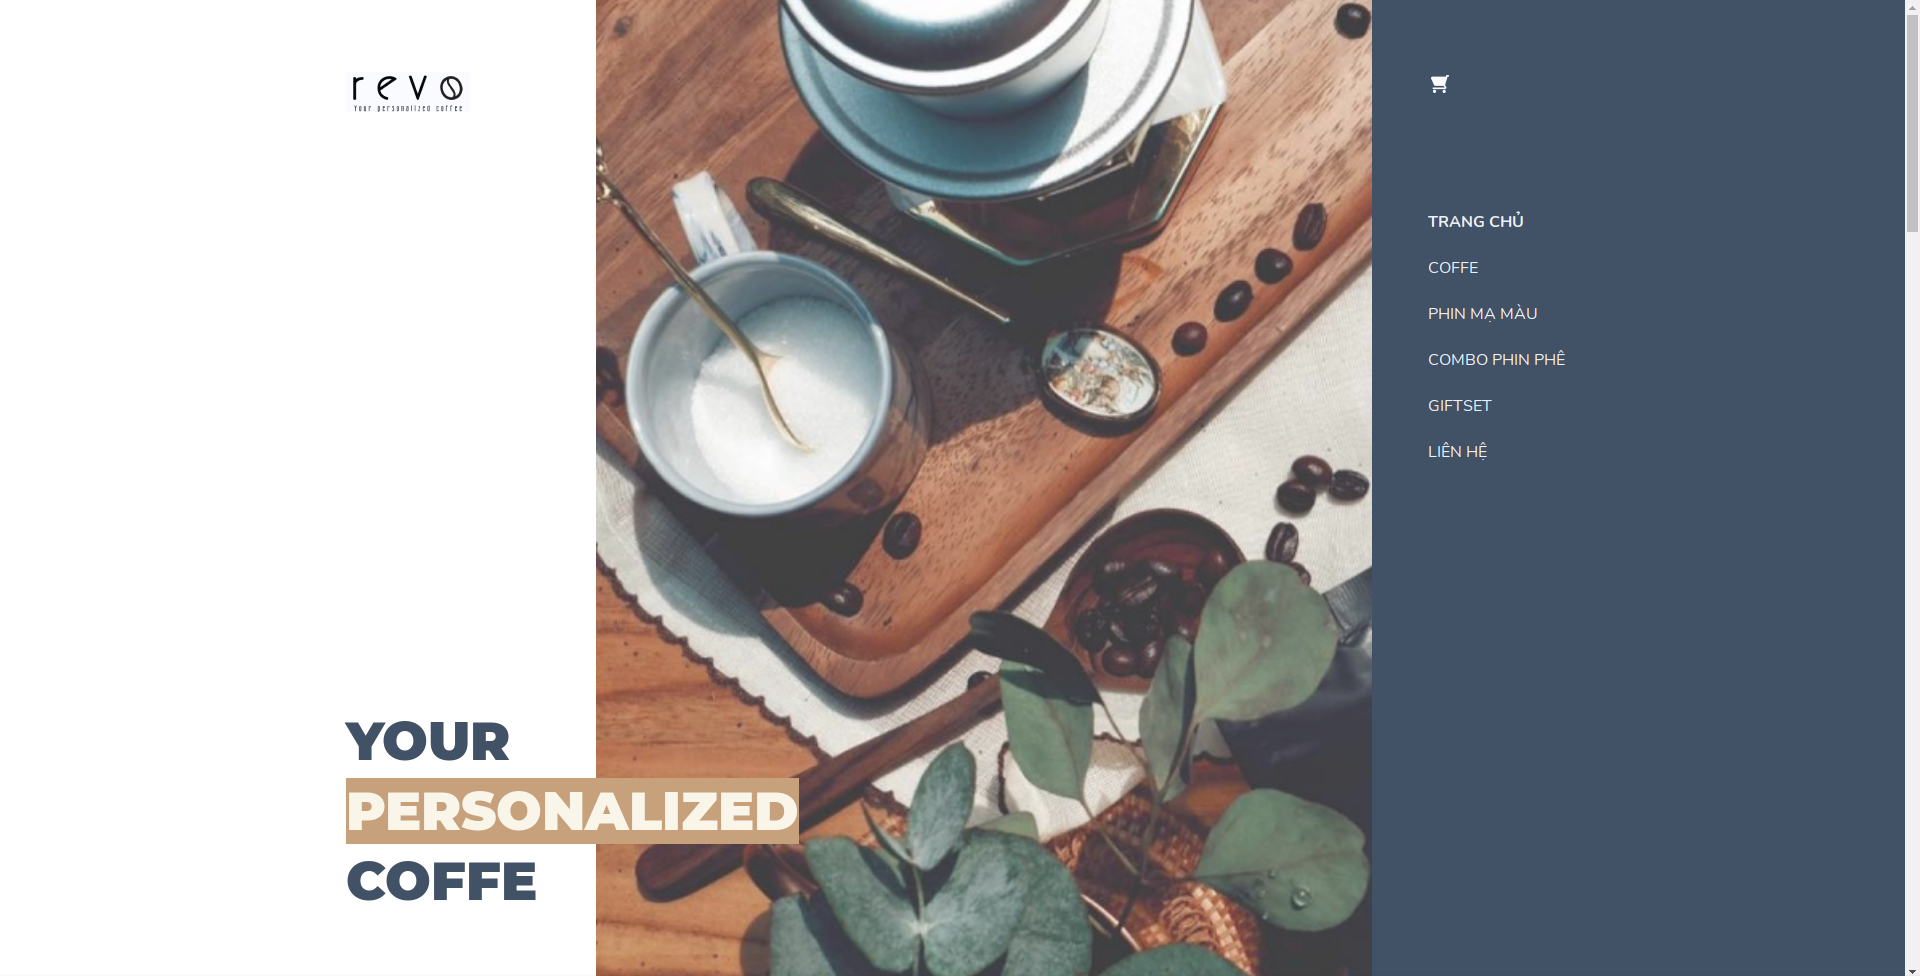 revo
Your personalized coffee
TRANG CHỦ
COFFE
PHIN MẠ MÀU
COMBO PHIN PHÊ
GIFTSET
LIÊN HỆ
YOUR
PERSONALIZED
COFFE